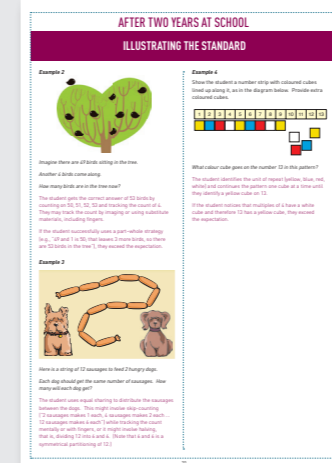 AFTER TWO YEARS AT SCHOOL
ILLUSTRATING THE STANDARD
Example 2
Imagine there are 49 birds sitting in the tree.
Another 4 birds come along.
How many birds are in the tree now?
The student gets the correct answer of 53 birds by
counting on 50, 51, 52, 53 and tracking the count of 4.
They may track the count by imaging or using substitute
materials, including fingers.
If the student successfully uses a part–whole strategy
(e.g., "49 and 1 is 50; that leaves 3 more birds, so there
are 53 birds in the tree"), they exceed the expectation.
Example 3
Here is a string of 12 sausages to feed 2 hungry dogs.
Each dog should get the same number of sausages. How
many will each dog get?
The student uses equal sharing to distribute the sausages
between the dogs. This might involve skip-counting
("2 sausages makes 1 each, 4 sausages makes 2 each ...
12 sausages makes 6 each") while tracking the count
mentally or with fingers, or it might involve halving,
that is, dividing 12 into 6 and 6. (Note that 6 and 6 is a
symmetrical partitioning of 12.)
Example 4
Show the student a number strip with coloured cubes
lined up along it, as in the diagram below. Provide extra
coloured cubes.
1 2 3 4 5 6 7 8 9 10 11 12 13
What colour cube goes on the number 13 in this pattern?
The student identifies the unit of repeat (yellow, blue, red,
white) and continues the pattern one cube at a time until
they identify a yellow cube on 13.
If the student notices that multiples of 4 have a white
cube and therefore 13 has a yellow cube, they exceed
the expectation.